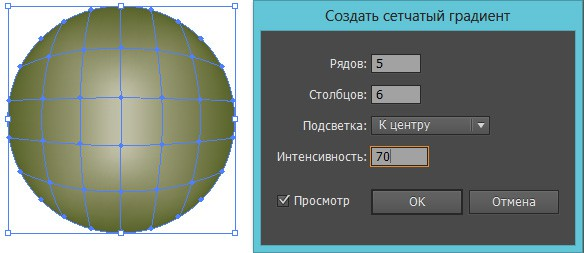 Создать сетчатый градиент
Рядов: 5
Столбцов: 6
Подсветка: К центру
Интенсивность: 70
Просмотр OK Отмена